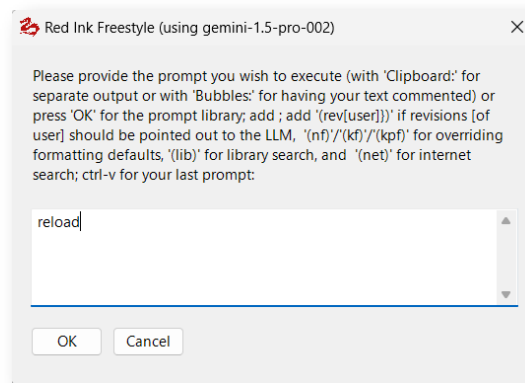 Red Ink Freestyle (using gemini-1.5-pro-002)
Please provide the prompt you wish to execute (with 'Clipboard:' for
separate output or with 'Bubbles:' for having your text commented) or
press 'OK' for the prompt library; add ; add '(rev[user]})' if revisions [of
user] should be pointed out to the LLM,  '(nf)'/'(kf)'/'(kpf)' for overriding
formatting defaults, '(lib)' for library search, and  '(net)' for internet
search; ctrl-v for your last prompt:
reload
OK Cancel